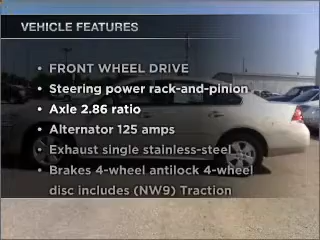 VEHICLE FEATURES
• FRONT WHEEL DRIVE
• Steering power rack-and-pinion
• Axle 2.86 ratio
• Alternator 125 amps
• Exhaust single stainless-steel
• Brakes 4-wheel antilock 4-wheel
disc includes (NW9) Traction